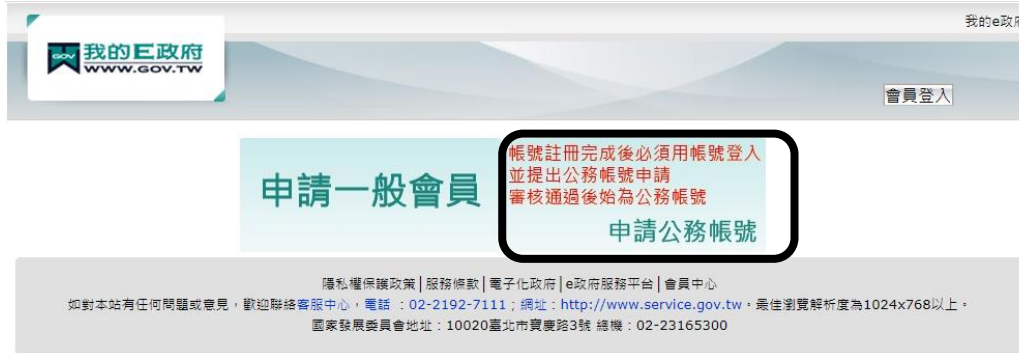 我的e政府
GOV 我的E政府
WWW.GOV.TW
會員登入
申請一般會員
帳號註冊完成後必須用帳號登入
並提出公務帳號申請
審核通過後始為公務帳號
申請公務帳號
隱私權保護政策│服務條款│電子化政府│e政府服務平台│會員中心
如對本站有任何問題或意見，歡迎聯絡客服中心，電話 ：02-2192-7111；網址：http://www.service.gov.tw。最佳瀏覽解析度為1024x768以上。
國家發展委員會地址：10020臺北市寶慶路3號 總機：02-23165300